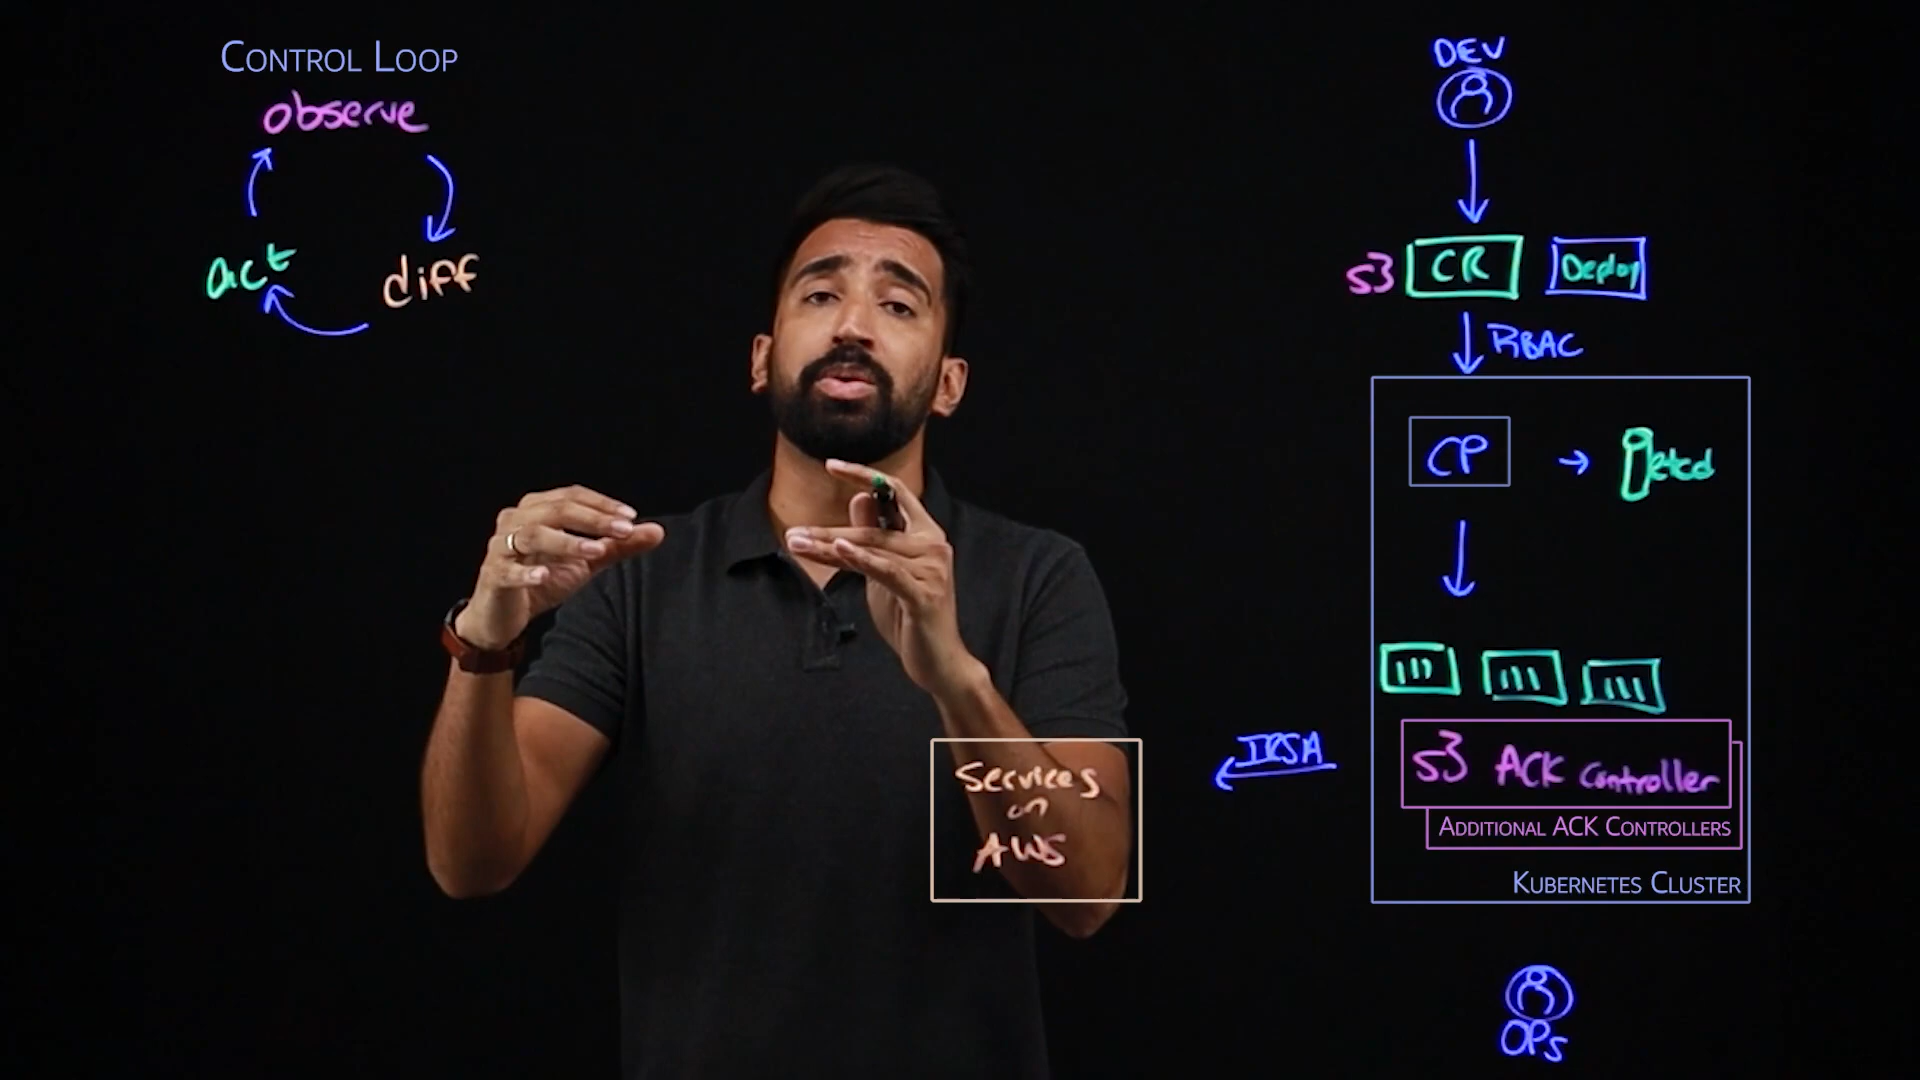 CONTROL LOOP
observe
act
diff
DEV
S3
CR
Deploy
RBAC
CP
etcd
IRSA
S3 ACK Controller
ADDITIONAL ACK CONTROLLERS
KUBERNETES CLUSTER
Services
on
AWS
OPs